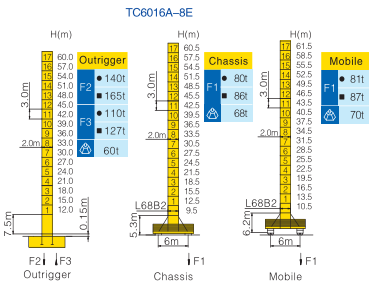 TC6016A-8E
H(m)
17 60.0
16 57.0
15 54.0
14 51.0
13 48.0
12 45.0
11 42.0
10 39.0
9 36.0
8 33.0
7 30.0
6 27.0
5 24.0
4 21.0
3 18.0
2 15.0
1 12.0
3.0m
2.0m
7.5m
0.15m
F2 F3
Outrigger
Outrigger
F2
140t
165t
F3
110t
127t
60t
H(m)
17 60.5
16 57.5
15 54.5
14 51.5
13 48.5
12 45.5
11 42.5
10 39.5
9 36.5
8 33.5
7 30.5
6 27.5
5 24.5
4 21.5
3 18.5
2 15.5
1 12.5
9.5
3.0m
2.0m
L68B2
5.3m
6m
F1
Chassis
Chassis
F1
80t
86t
68t
H(m)
17 61.5
16 58.5
15 55.5
14 52.5
13 49.5
12 46.5
11 43.5
10 40.5
9 37.5
8 34.5
7 31.5
6 28.5
5 25.5
4 22.5
3 19.5
2 16.5
1 13.5
10.5
3.0m
2.0m
L68B2
6.2m
6m
F1
Mobile
Mobile
F1
81t
87t
70t